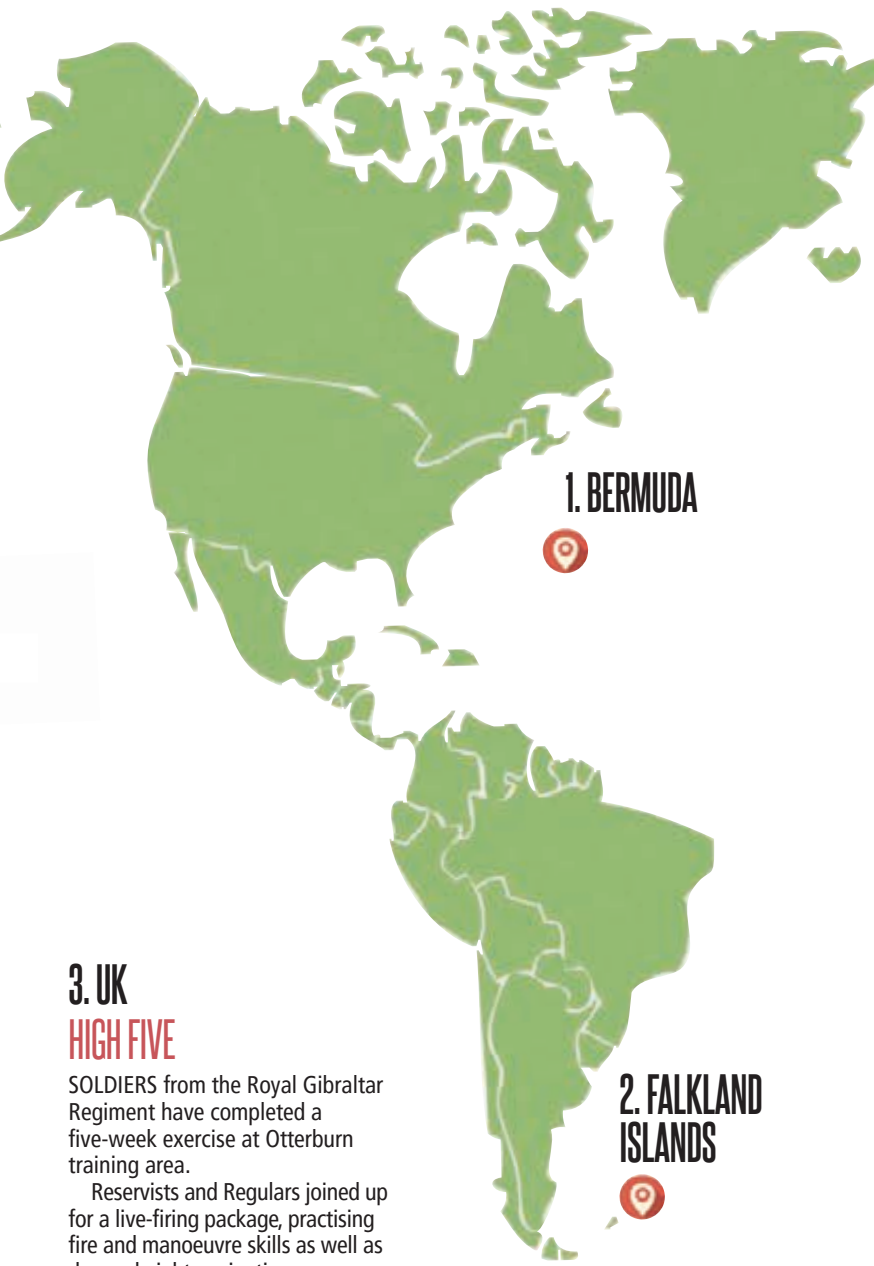 1. BERMUDA
3. UK
HIGH FIVE
SOLDIERS from the Royal Gibraltar
Regiment have completed a
five-week exercise at Otterburn
training area.
Reservists and Regulars joined up
for a live-firing package, practising
fire and manoeuvre skills as well as
2. FALKLAND
ISLANDS